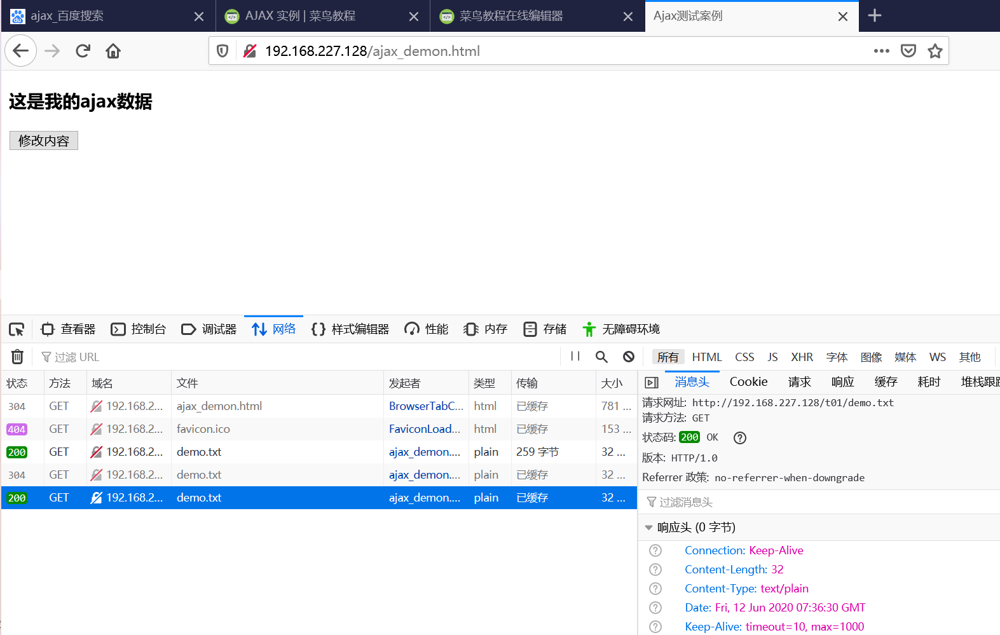 ajax_百度搜索
AJAX 实例 | 菜鸟教程
菜鸟教程在线编辑器
Ajax测试案例
192.168.227.128/ajax_demon.html
这是我的ajax数据
修改内容
查看器 控制台 调试器 网络 样式编辑器 性能 内存 存储 无障碍环境
过滤 URL
所有 HTML CSS JS XHR 字体 图像 媒体 WS 其他
状态 方法 域名 文件 发起者 类型 传输 大小
304 GET 192.168.2... ajax_demon.html BrowserTabC... html 已缓存 781 ...
404 GET 192.168.2... favicon.ico FaviconLoad... html 已缓存 153 ...
200 GET 192.168.2... demo.txt ajax_demon.... plain 259 字节 32 ...
304 GET 192.168.2... demo.txt ajax_demon.... plain 已缓存 32 ...
200 GET 192.168.2... demo.txt ajax_demon.... plain 已缓存 32 ...
消息头 Cookie 请求 响应 缓存 耗时 堆栈跟踪
请求网址: http://192.168.227.128/t01/demo.txt
请求方法: GET
状态码: 200 OK
版本: HTTP/1.0
Referrer 政策: no-referrer-when-downgrade
过滤消息头
响应头 (0 字节)
Connection: Keep-Alive
Content-Length: 32
Content-Type: text/plain
Date: Fri, 12 Jun 2020 07:36:30 GMT
Keep-Alive: timeout=10, max=1000